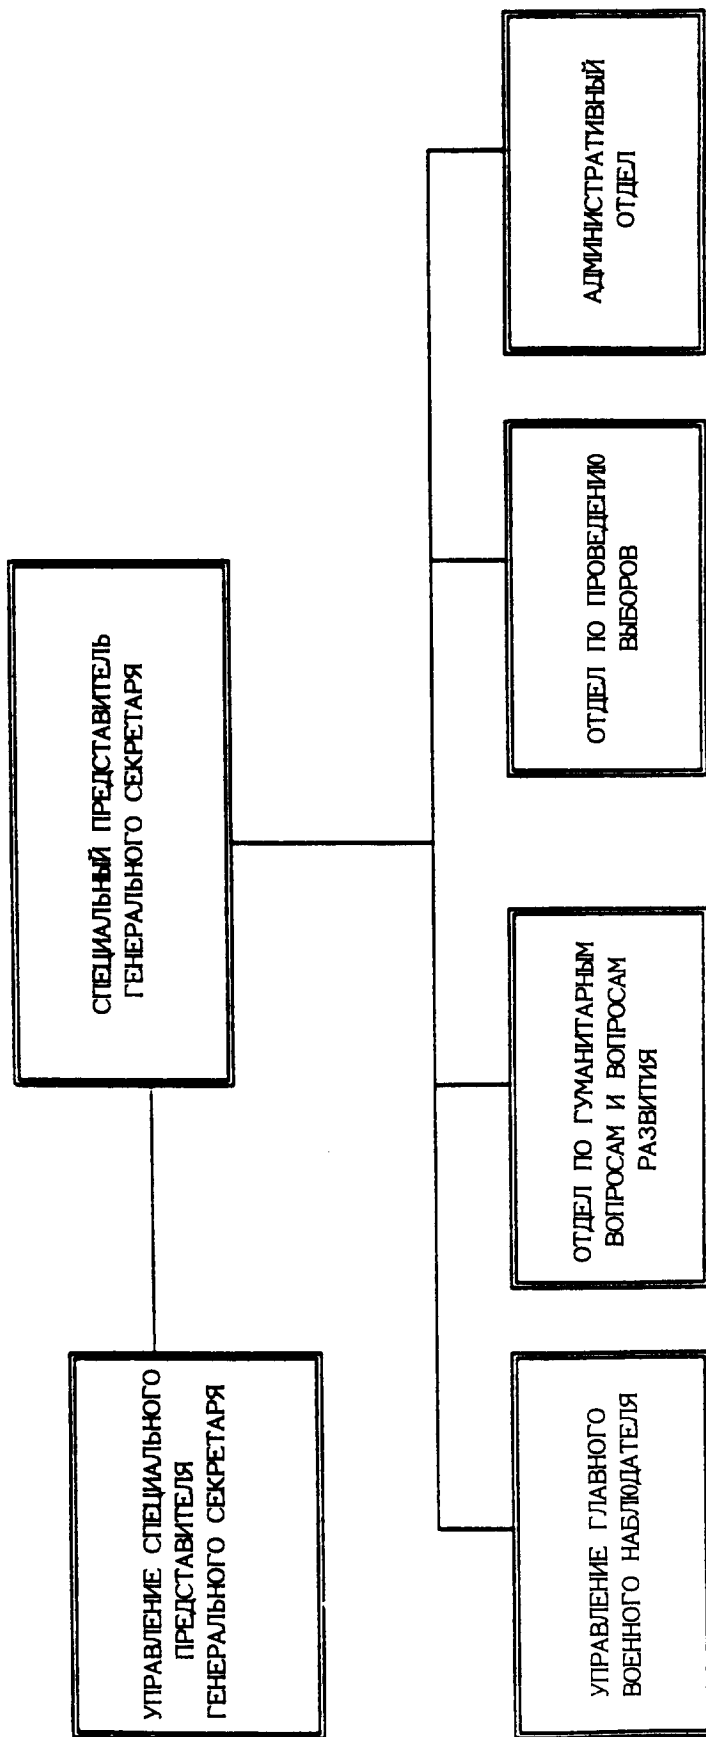 СПЕЦИАЛЬНЫЙ ПРЕДСТАВИТЕЛЬ
ГЕНЕРАЛЬНОГО СЕКРЕТАРЯ
УПРАВЛЕНИЕ СПЕЦИАЛЬНОГО
ПРЕДСТАВИТЕЛЯ
ГЕНЕРАЛЬНОГО СЕКРЕТАРЯ
УПРАВЛЕНИЕ ГЛАВНОГО
ВОЕННОГО НАБЛЮДАТЕЛЯ
ОТДЕЛ ПО ГУМАНИТАРНЫМ
ВОПРОСАМ И ВОПРОСАМ
РАЗВИТИЯ
ОТДЕЛ ПО ПРОВЕДЕНИЮ
ВЫБОРОВ
АДМИНИСТРАТИВНЫЙ
ОТДЕЛ